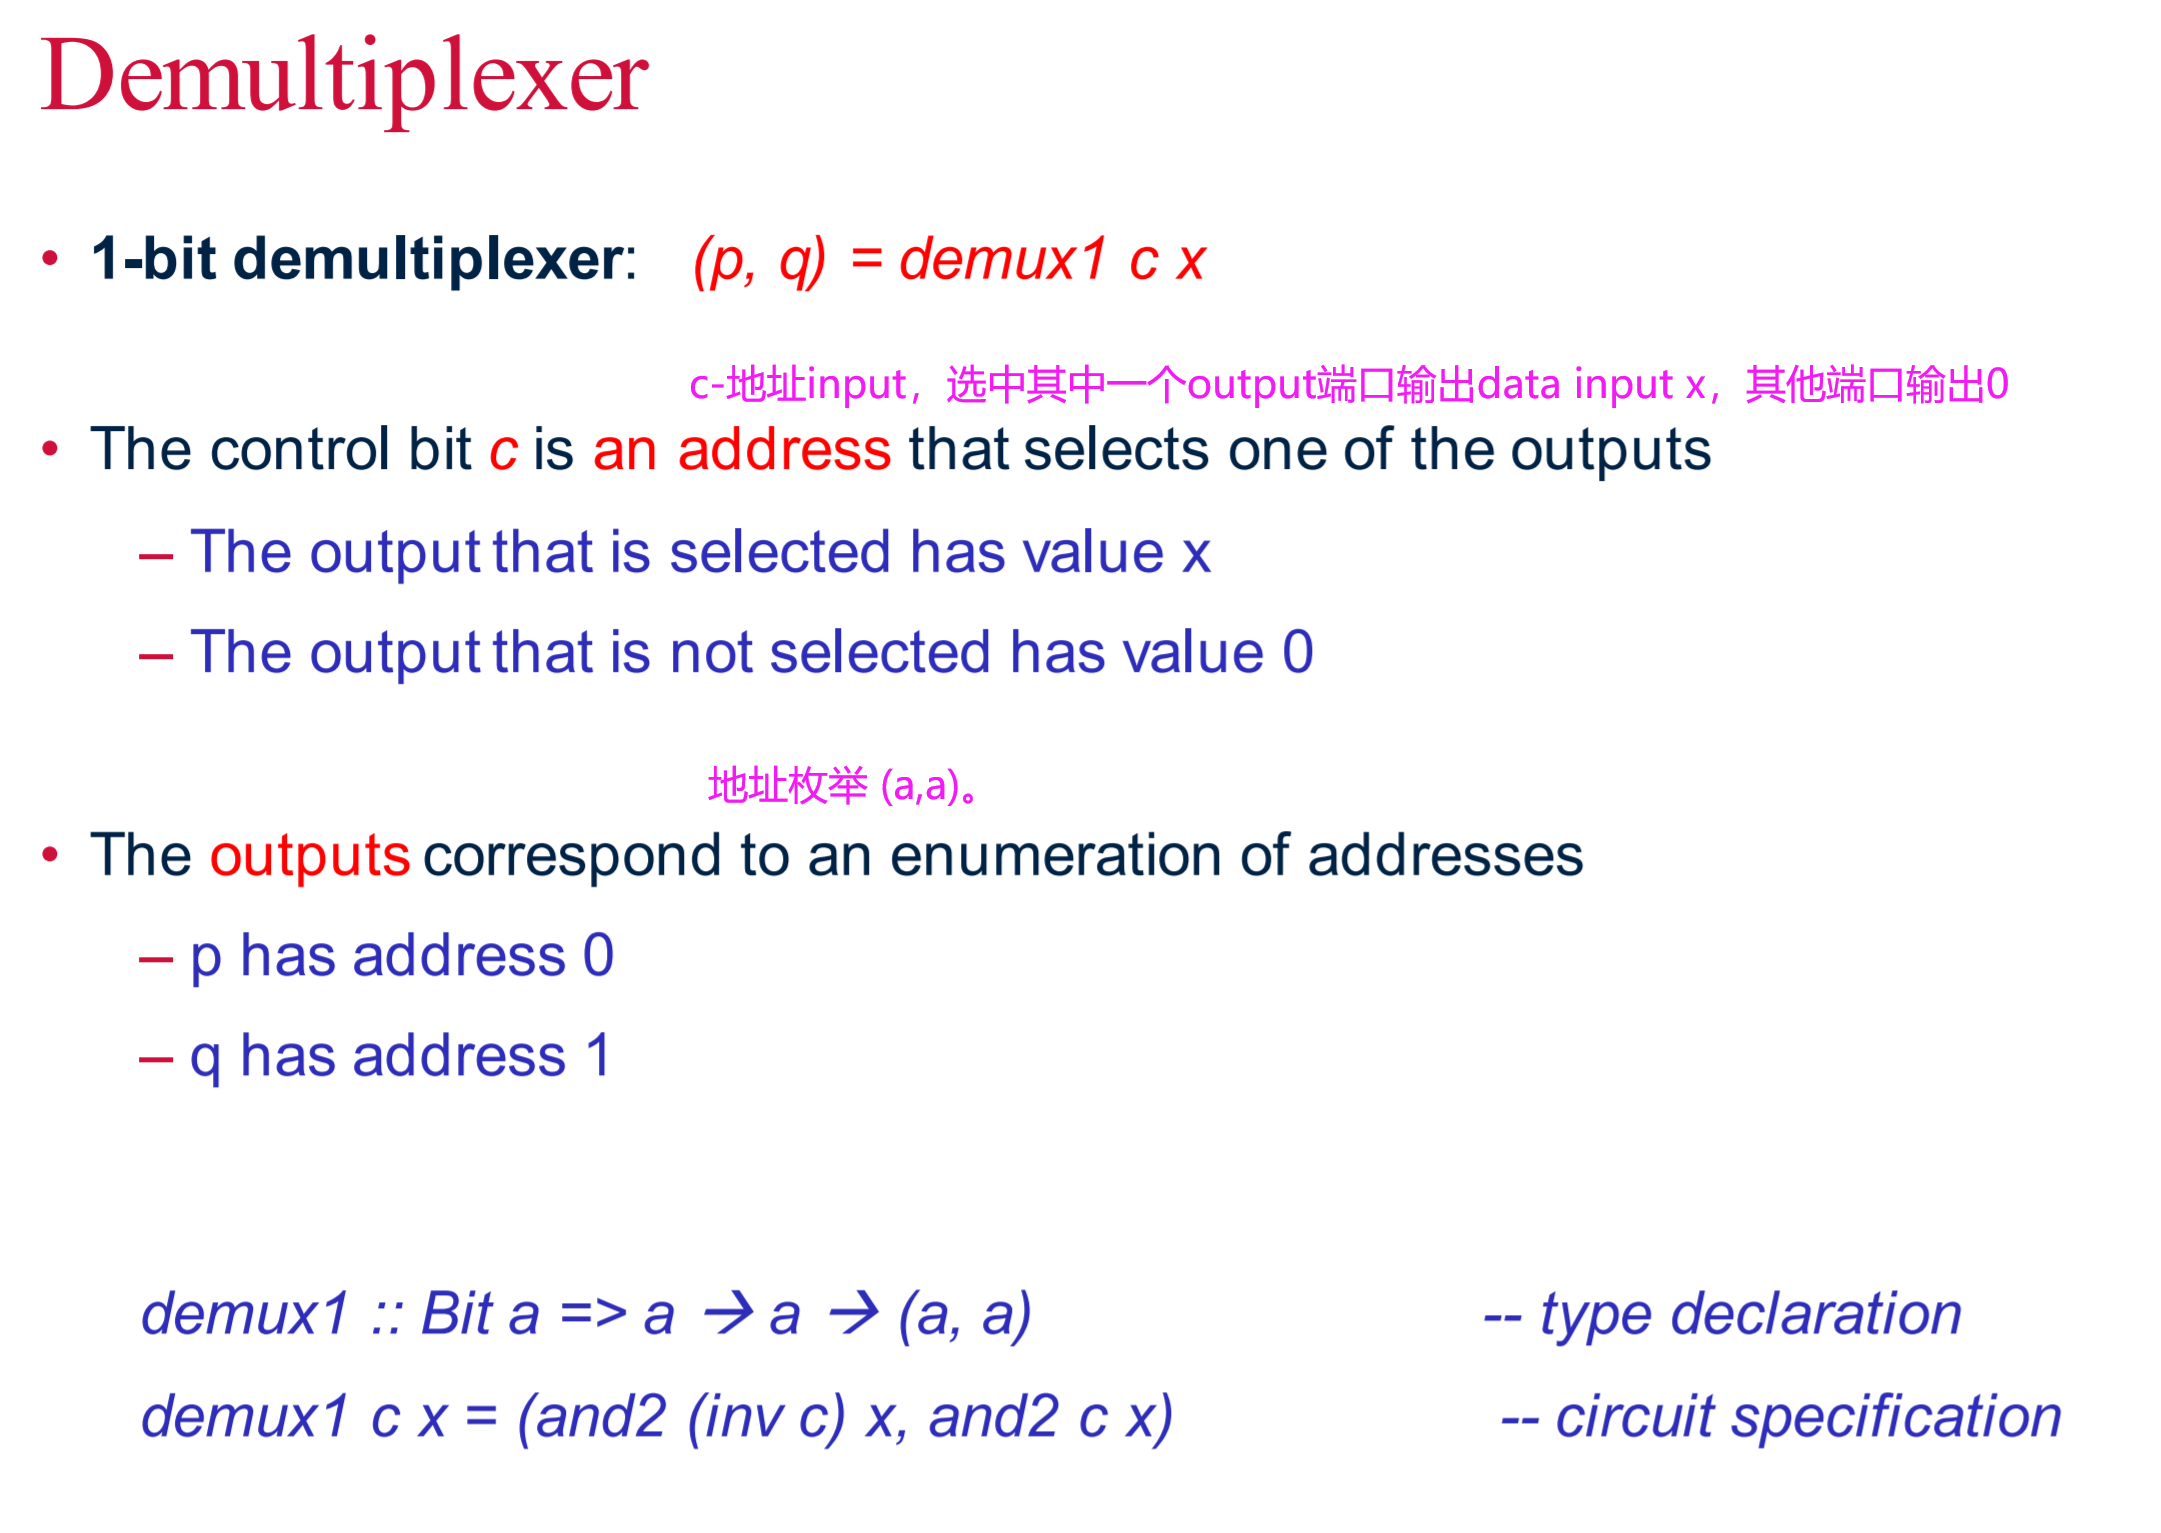 Demultiplexer
• 1-bit demultiplexer: (p, q) = demux1 c x
c-地址input，选中其中一个output端口输出data input x，其他端口输出0
• The control bit c is an address that selects one of the outputs
– The output that is selected has value x
– The output that is not selected has value 0
地址枚举 (a,a)。
• The outputs correspond to an enumeration of addresses
– p has address 0
– q has address 1
demux1 :: Bit a => a → a → (a, a) -- type declaration
demux1 c x = (and2 (inv c) x, and2 c x) -- circuit specification